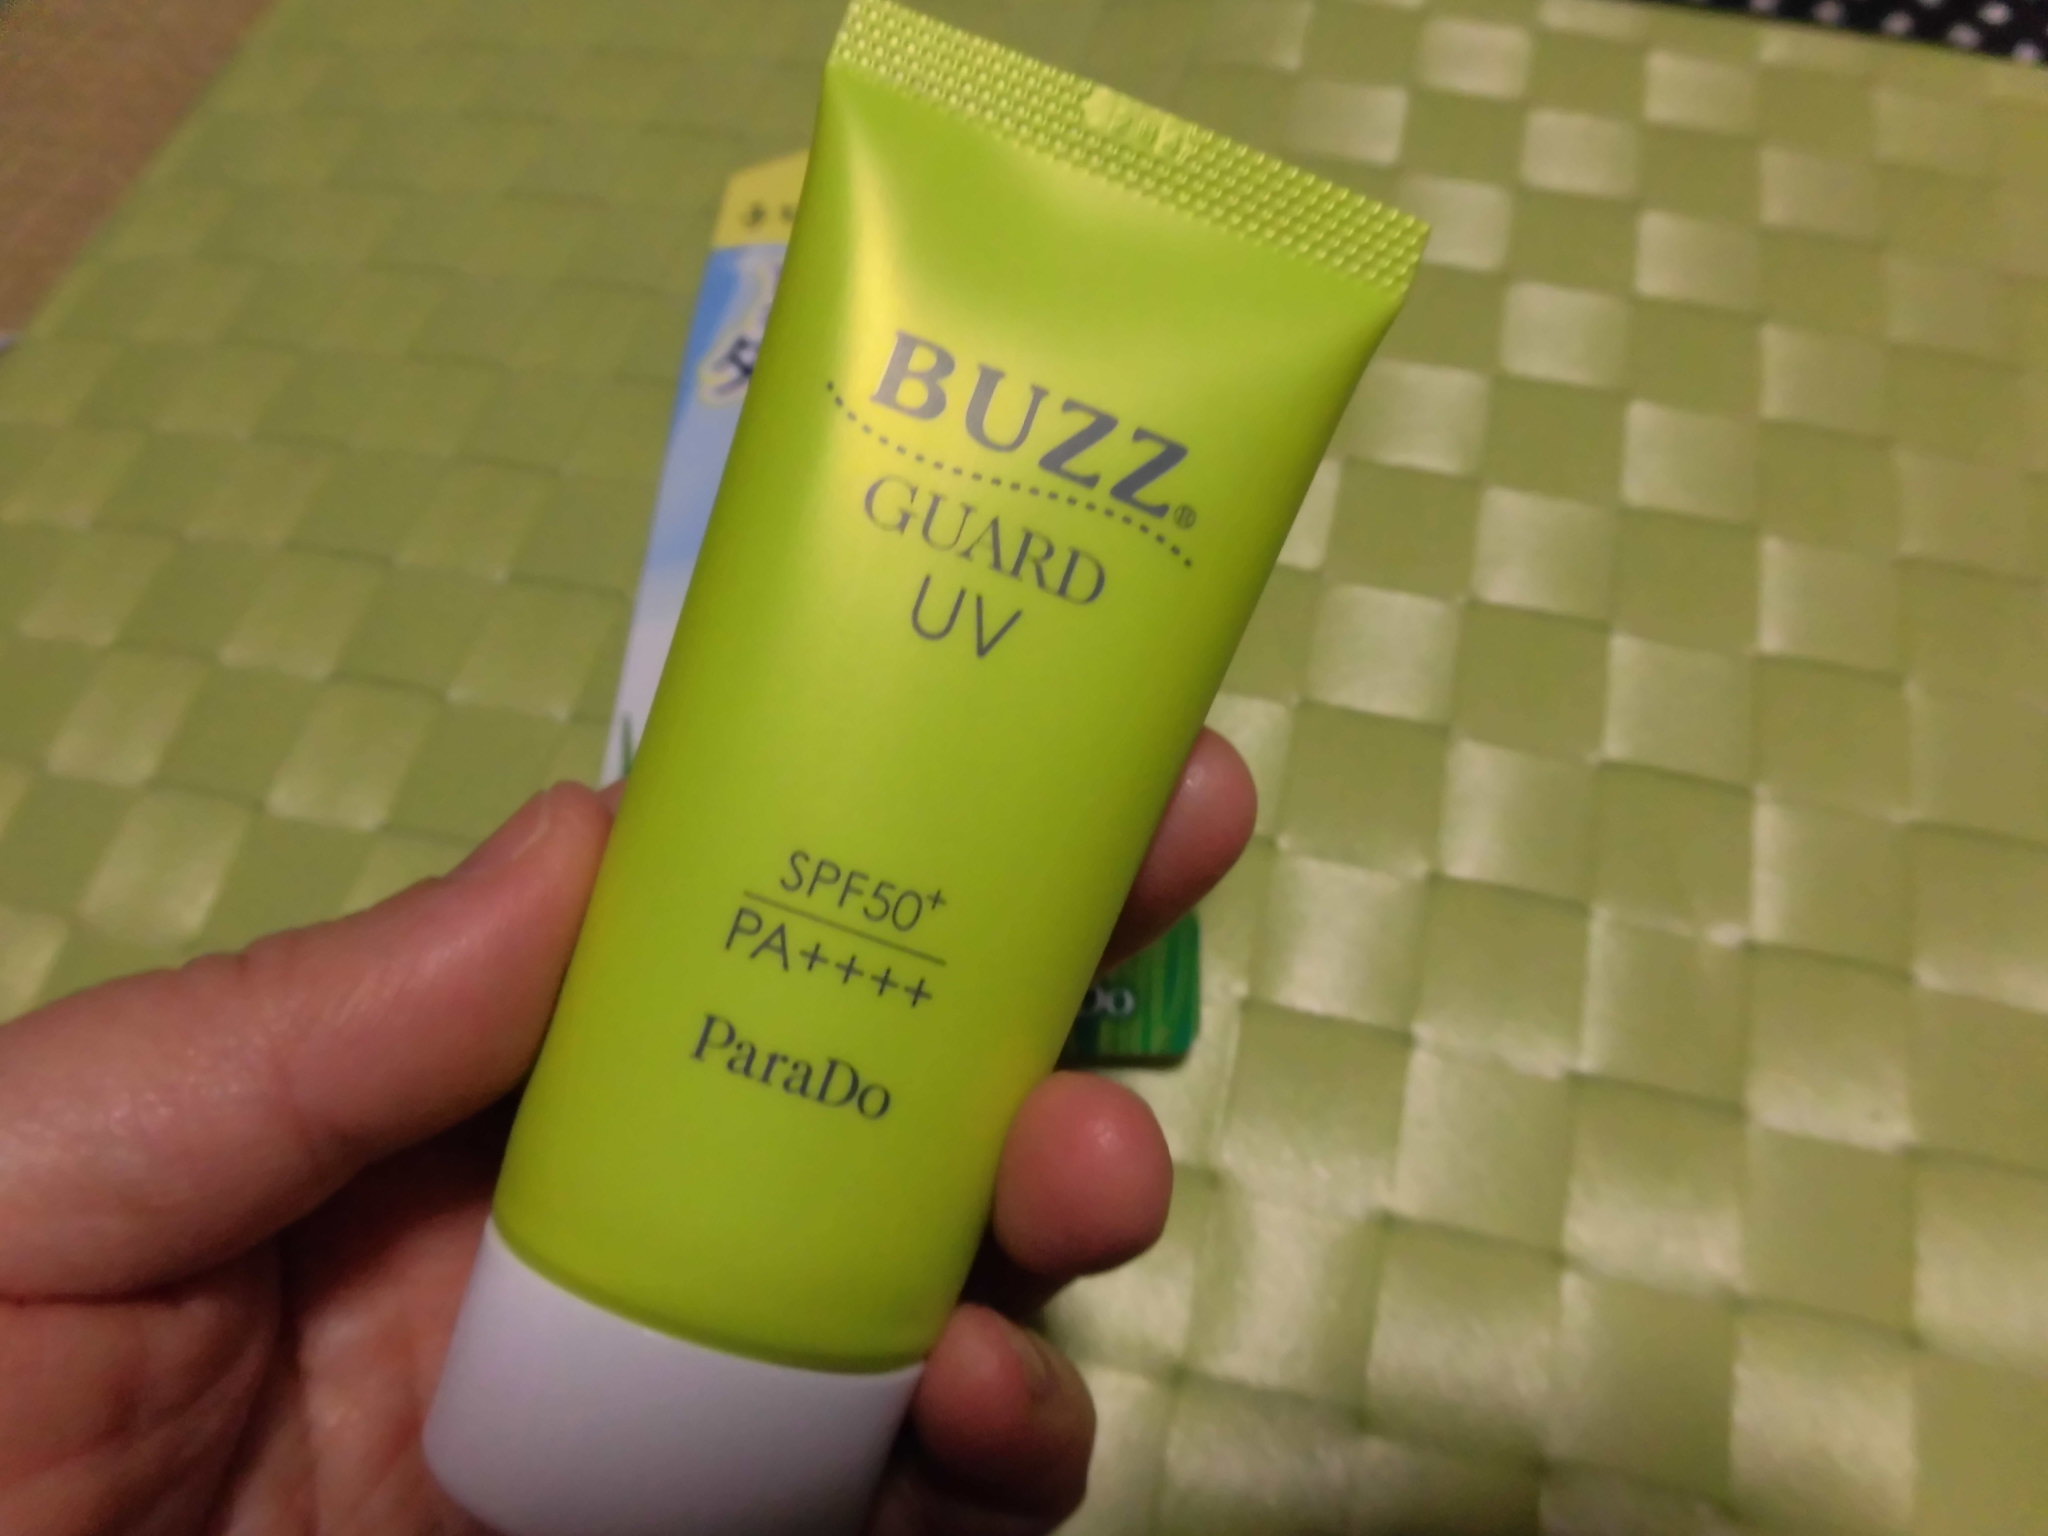 BUZZ®
GUARD
UV
SPF50+
PA++++
ParaDo